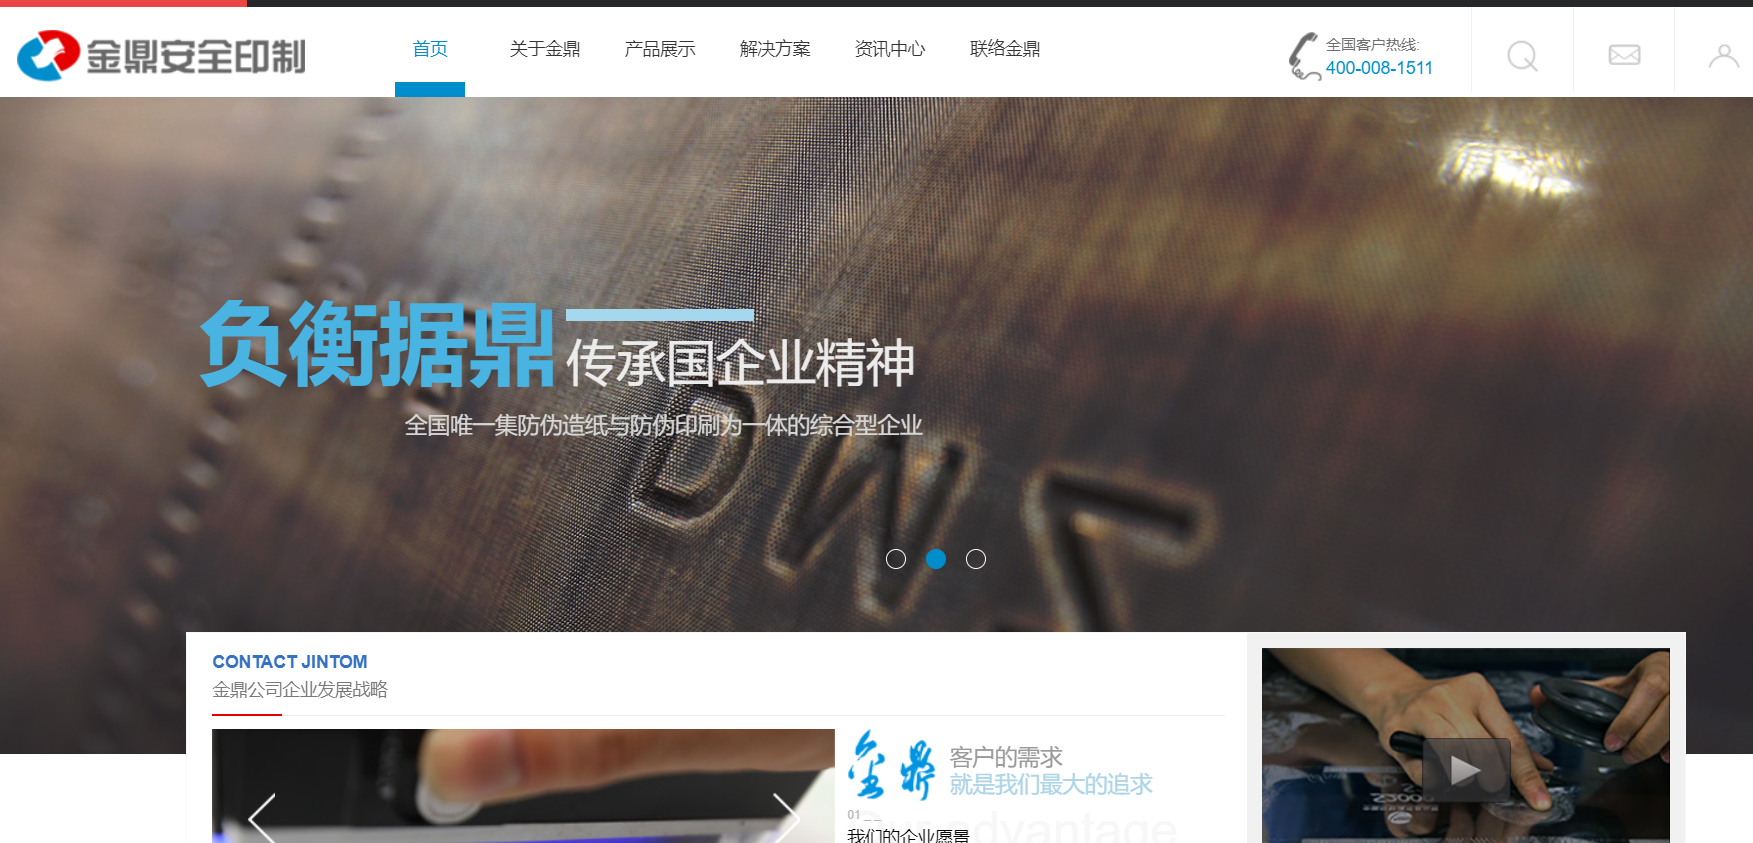 金鼎安全印制
首页 关于金鼎 产品展示 解决方案 资讯中心 联络金鼎
全国客户热线:
400-008-1511
负衡据鼎
传承国企业精神
全国唯一集防伪造纸与防伪印刷为一体的综合型企业
DWS
CONTACT JINTOM
金鼎公司企业发展战略
金鼎
客户的需求
就是我们最大的追求
01
Our advantage
我们的企业愿景